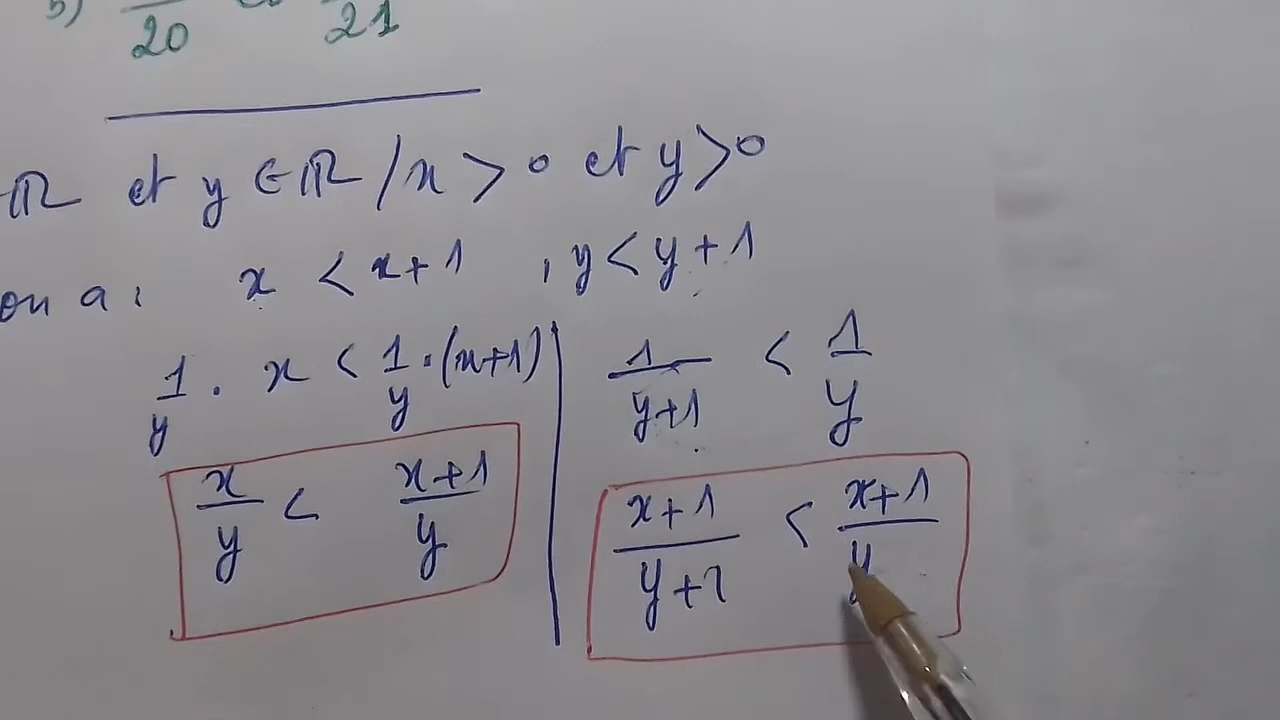 5) —/20 et —/21
ℝ et y ∈ ℝ / x > 0 et y > 0
on a : x < x+1 , y < y+1
1/y . x < 1/y . (x+1)
x/y < (x+1)/y
1/(y+1) < 1/y
(x+1)/(y+1) < (x+1)/y